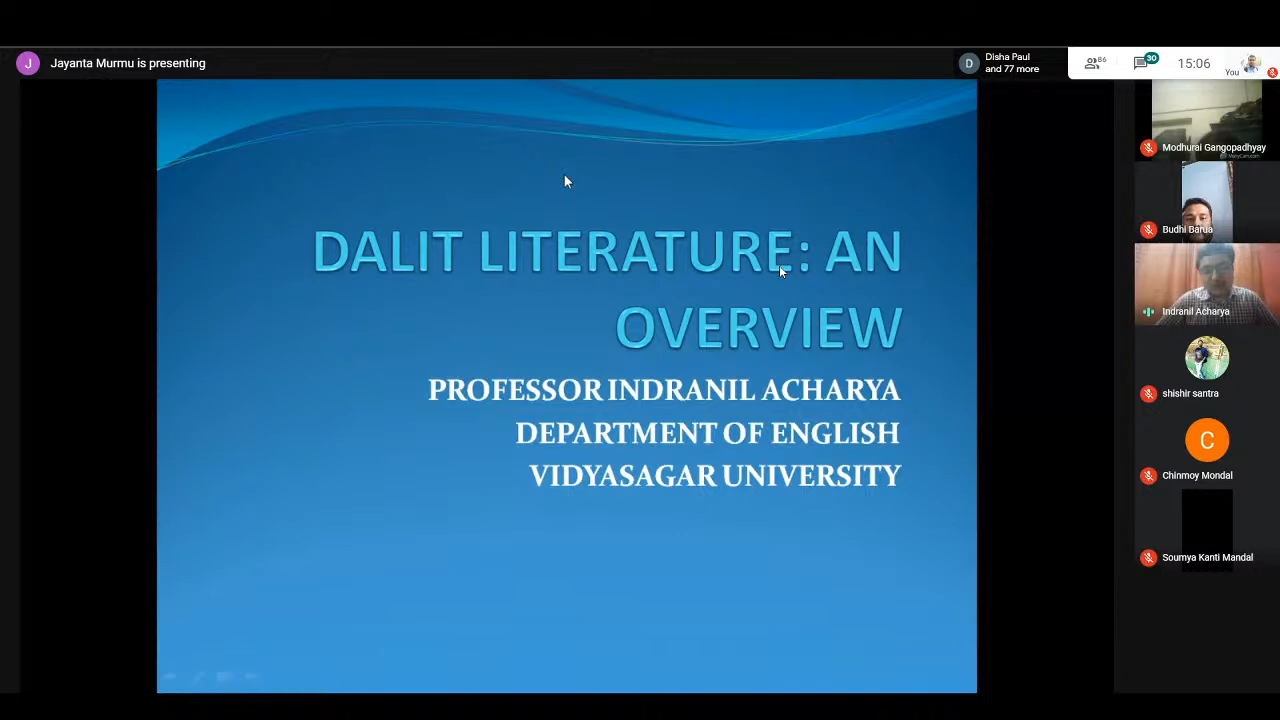 J
Jayanta Murmu is presenting
D
Disha Paul
and 77 more
86
30
15:06
You
DALIT LITERATURE: AN
OVERVIEW
PROFESSOR INDRANIL ACHARYA
DEPARTMENT OF ENGLISH
VIDYASAGAR UNIVERSITY
Modhurai Gangopadhyay
Budhi Barua
Indranil Acharya
shishir santra
C
Chinmoy Mondal
Soumya Kanti Mandal